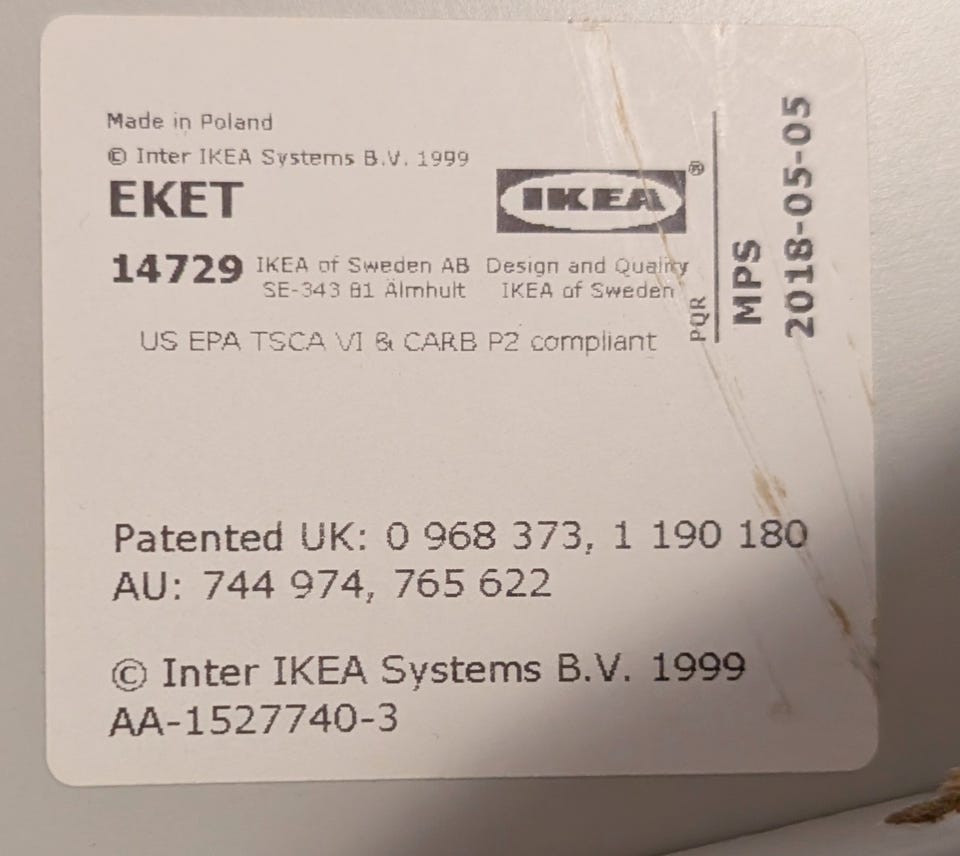 Made in Poland
© Inter IKEA Systems B.V. 1999
EKET
IKEA ®
14729 IKEA of Sweden AB Design and Quality
SE-343 81 Älmhult IKEA of Sweden
US EPA TSCA VI & CARB P2 compliant
PQR
MPS
2018-05-05
Patented UK: 0 968 373, 1 190 180
AU: 744 974, 765 622
© Inter IKEA Systems B.V. 1999
AA-1527740-3